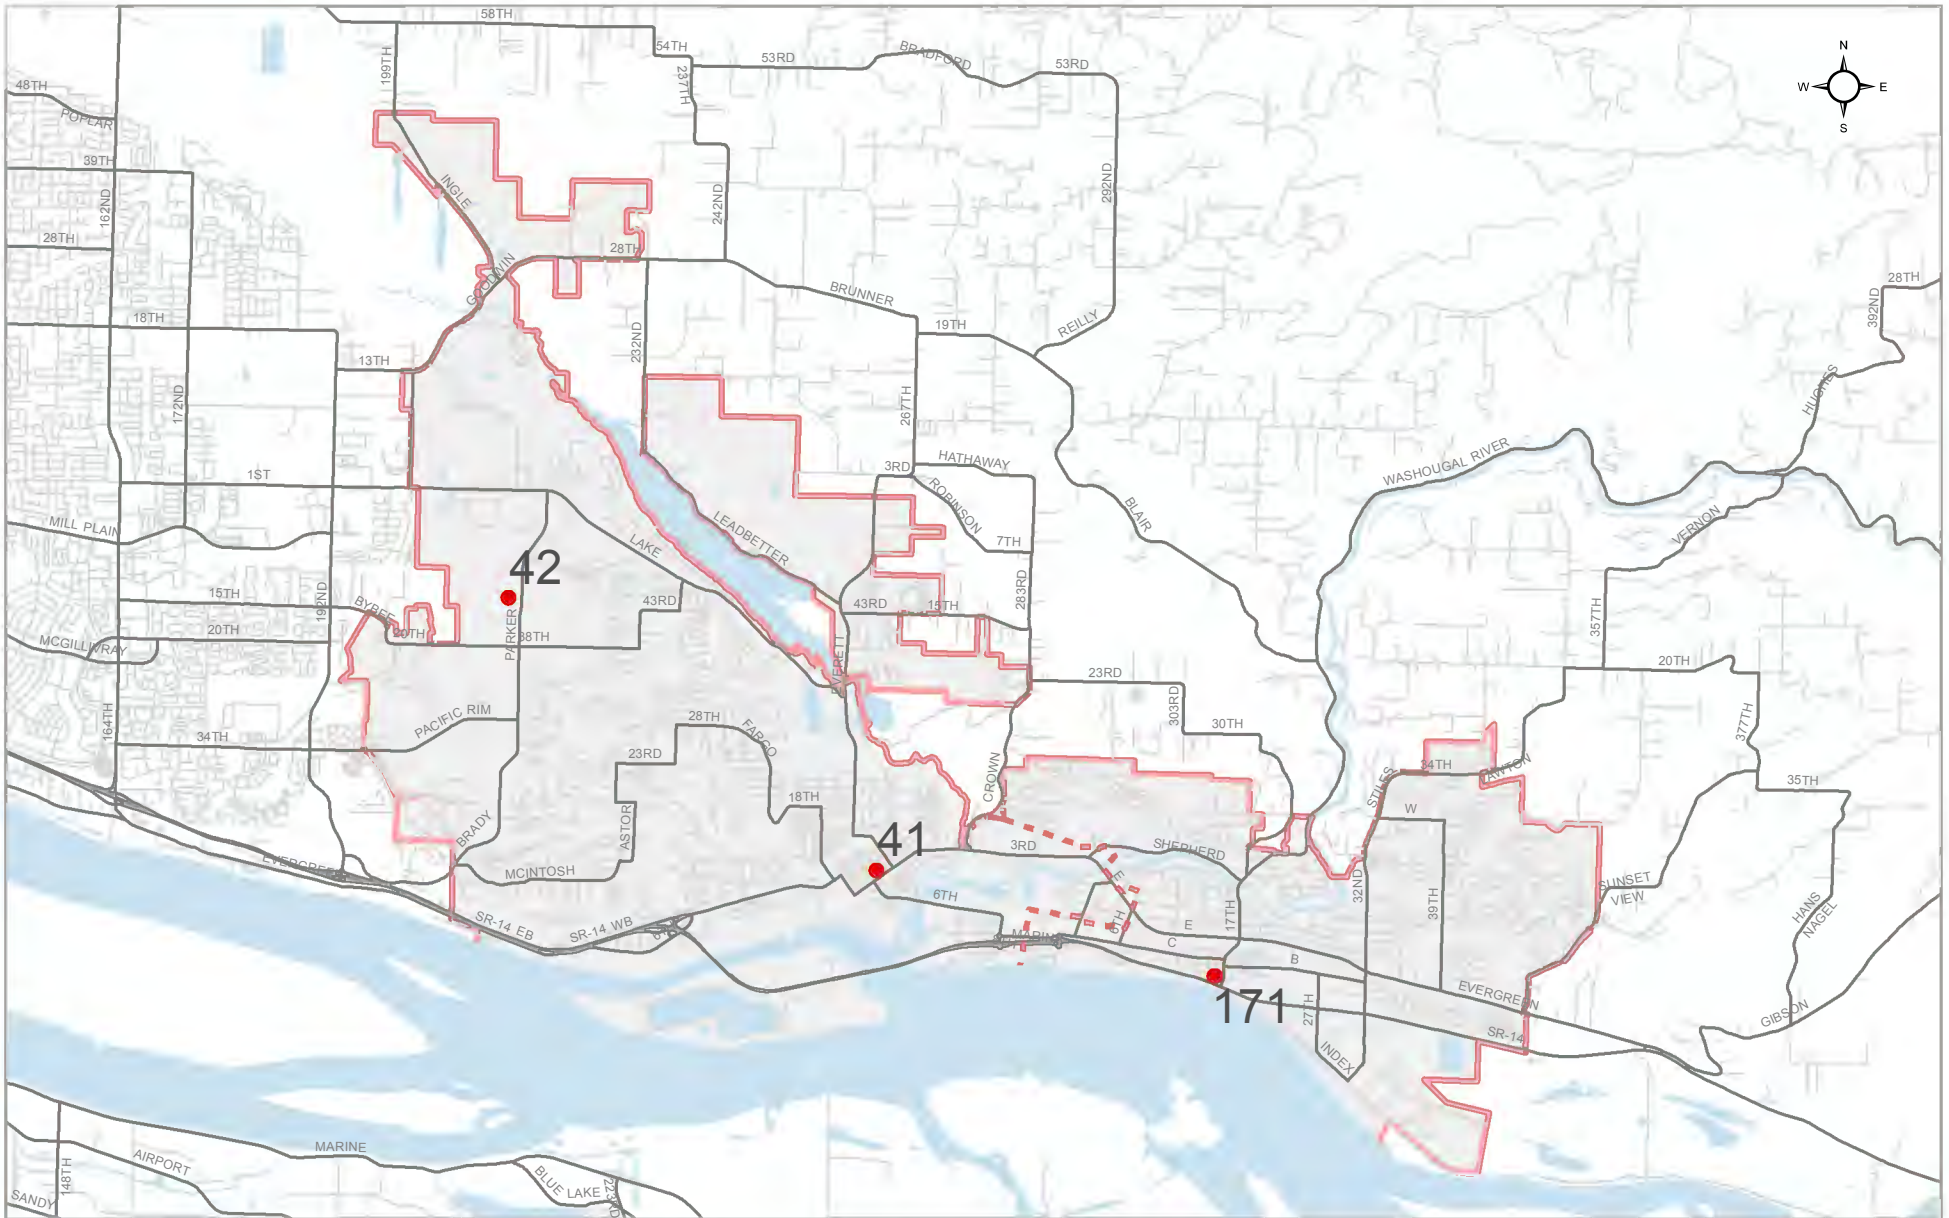 58TH
54TH
53RD
BRADFORD
53RD
N
W
E
S
199TH
237TH
48TH
POPLAR
39TH
162ND
INGLE
242ND
292ND
28TH
28TH
GOODWIN
BRUNNER
28TH
392ND
18TH
19TH
REILLY
232ND
13TH
172ND
267TH
HUGHES
WASHOUGAL RIVER
1ST
3RD
HATHAWAY
ROBINSON
MILL PLAIN
LAKE
LEADBETTER
BLAIR
VERNON
7TH
42
192ND
15TH
BYBEE
43RD
43RD
15TH
283RD
357TH
20TH
20TH
38TH
PARKER
MCGILLIVRAY
EVERETT
23RD
20TH
164TH
PACIFIC RIM
28TH
FARGO
303RD
30TH
377TH
34TH
23RD
CROWN
34TH
LAWTON
STILES
35TH
18TH
W
ASTOR
BRADY
41
3RD
SHEPHERD
EVERGREEN
MCINTOSH
E
32ND
39TH
SUNSET
VIEW
6TH
HANS
NAGEL
SR-14 EB
SR-14 WB
6TH
17TH
E
MARINE
C
B
171
27TH
EVERGREEN
SR-14
GIBSON
INDEX
MARINE
AIRPORT
148TH
BLUE LAKE
223RD
SANDY